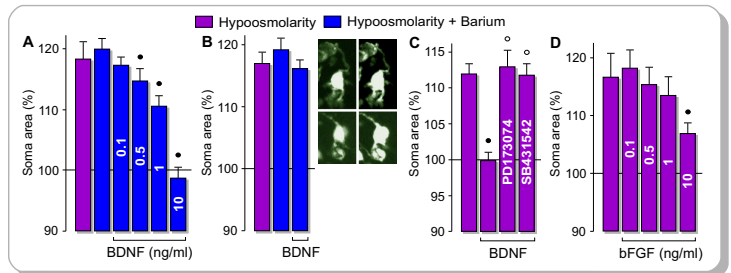 Hypoosmolarity
Hypoosmolarity + Barium
A
Soma area (%)
120
110
100
90
0.1
0.5
1
10
BDNF (ng/ml)
B
Soma area (%)
120
110
100
90
BDNF
C
Soma area (%)
115
110
105
100
95
90
PD173074
SB431542
BDNF
D
Soma area (%)
120
110
100
90
0.1
0.5
1
10
bFGF (ng/ml)